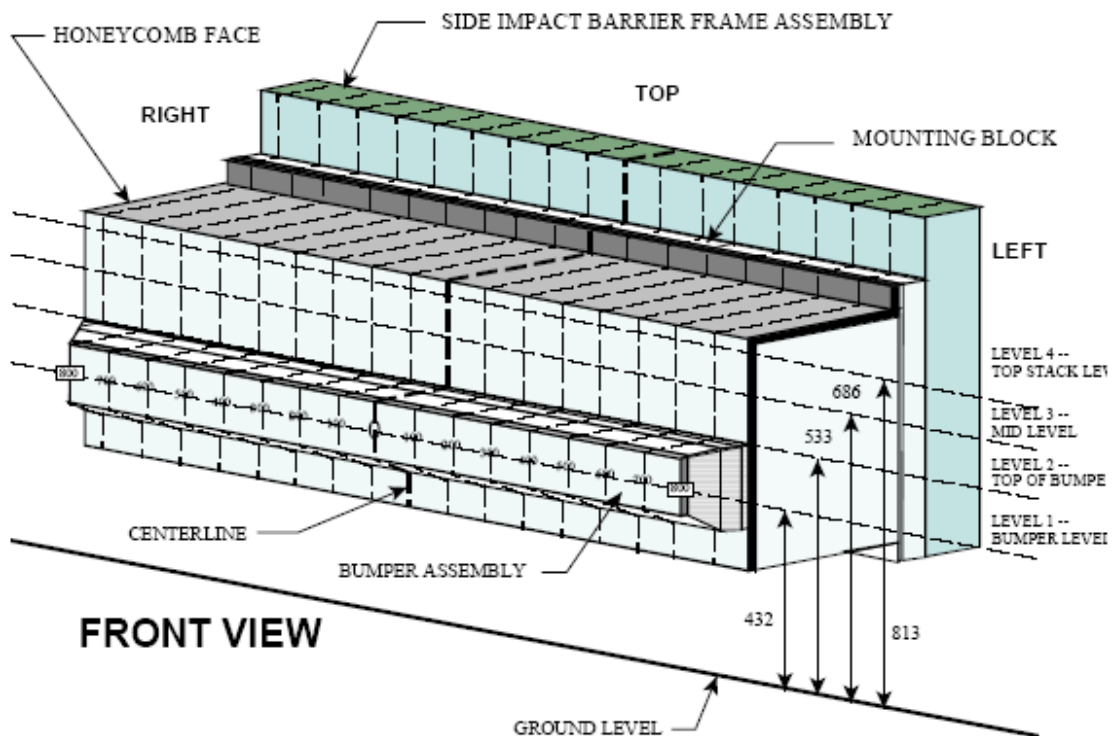 SIDE IMPACT BARRIER FRAME ASSEMBLY
HONEYCOMB FACE
TOP
RIGHT
MOUNTING BLOCK
LEFT
LEVEL 4 --
TOP STACK LEV
686
LEVEL 3 --
MID LEVEL
533
LEVEL 2 --
TOP OF BUMPE
LEVEL 1 --
BUMPER LEVEL
800
800
CENTERLINE
BUMPER ASSEMBLY
432
813
FRONT VIEW
GROUND LEVEL